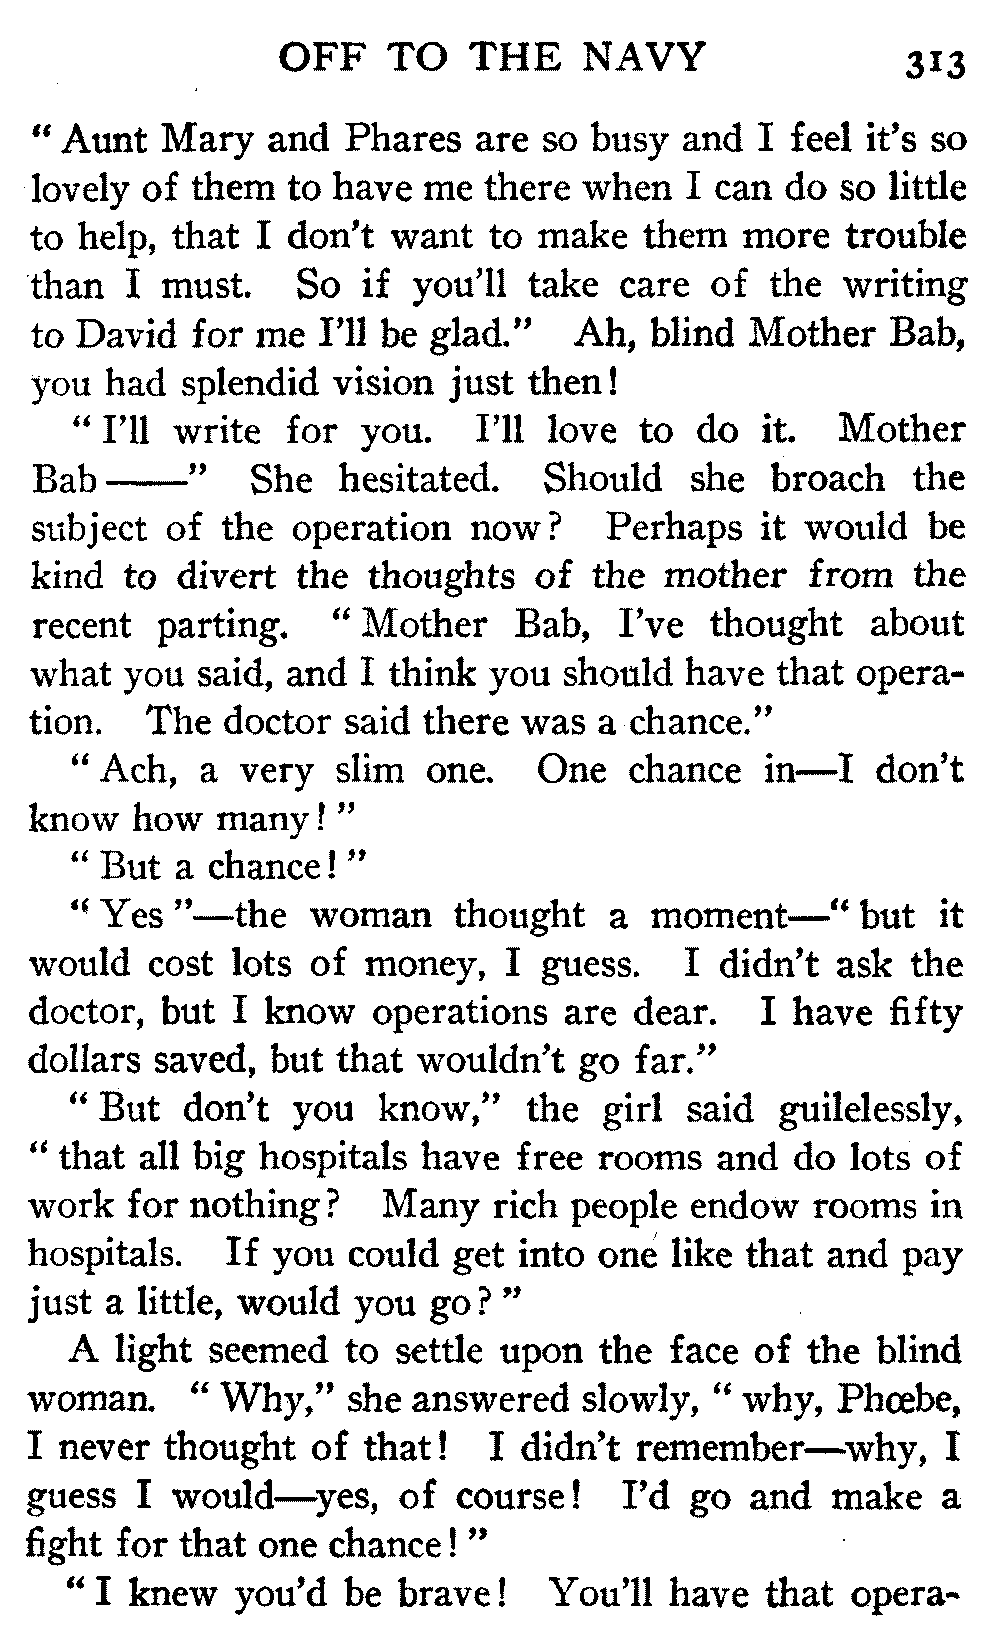 OFF TO THE NAVY 313
“ Aunt Mary and Phares are so busy and I feel it's so
lovely of them to have me there when I can do so little
to help, that I don't want to make them more trouble
than I must. So if you'll take care of the writing
to David for me I'll be glad.” Ah, blind Mother Bab,
you had splendid vision just then!
“ I'll write for you. I'll love to do it. Mother
Bab ——” She hesitated. Should she broach the
subject of the operation now? Perhaps it would be
kind to divert the thoughts of the mother from the
recent parting. “ Mother Bab, I've thought about
what you said, and I think you should have that opera-
tion. The doctor said there was a chance.”
“ Ach, a very slim one. One chance in—I don't
know how many! ”
“ But a chance! ”
“ Yes ”—the woman thought a moment—“ but it
would cost lots of money, I guess. I didn't ask the
doctor, but I know operations are dear. I have fifty
dollars saved, but that wouldn't go far.”
“ But don't you know,” the girl said guilelessly,
“ that all big hospitals have free rooms and do lots of
work for nothing? Many rich people endow rooms in
hospitals. If you could get into one like that and pay
just a little, would you go? ”
A light seemed to settle upon the face of the blind
woman. “ Why,” she answered slowly, “ why, Phœbe,
I never thought of that! I didn't remember—why, I
guess I would—yes, of course! I'd go and make a
fight for that one chance! ”
“ I knew you'd be brave! You'll have that opera-